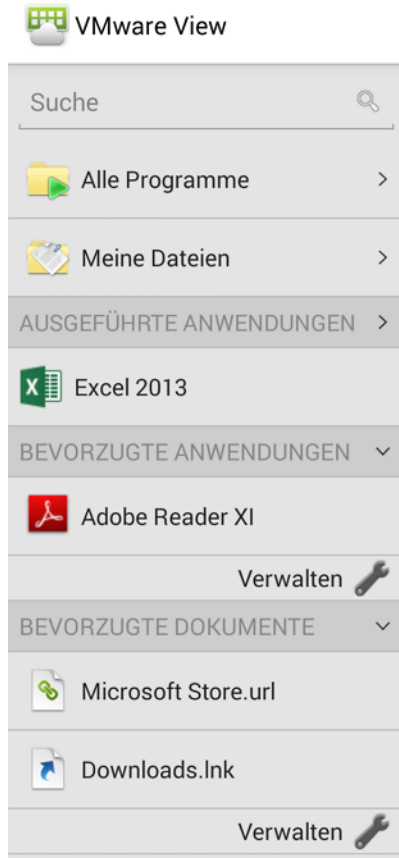 VMware View
Suche
Alle Programme
Meine Dateien
AUSGEFÜHRTE ANWENDUNGEN
Excel 2013
BEVORZUGTE ANWENDUNGEN
Adobe Reader XI
Verwalten
BEVORZUGTE DOKUMENTE
Microsoft Store.url
Downloads.lnk
Verwalten